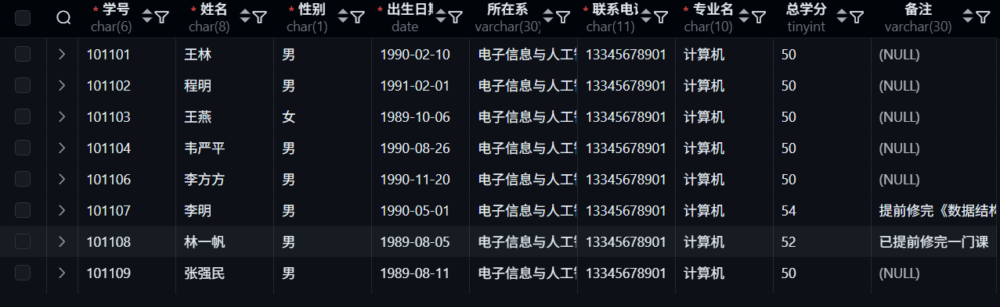 * 学号 * 姓名 * 性别 * 出生日期 所在系 * 联系电话 * 专业名 总学分 备注
char(6) char(8) char(1) date varchar(30) char(11) char(10) tinyint varchar(30)
101101 王林 男 1990-02-10 电子信息与人工智 13345678901 计算机 50 (NULL)
101102 程明 男 1991-02-01 电子信息与人工智 13345678901 计算机 50 (NULL)
101103 王燕 女 1989-10-06 电子信息与人工智 13345678901 计算机 50 (NULL)
101104 韦严平 男 1990-08-26 电子信息与人工智 13345678901 计算机 50 (NULL)
101106 李方方 男 1990-11-20 电子信息与人工智 13345678901 计算机 50 (NULL)
101107 李明 男 1990-05-01 电子信息与人工智 13345678901 计算机 54 提前修完《数据结构
101108 林一帆 男 1989-08-05 电子信息与人工智 13345678901 计算机 52 已提前修完一门课
101109 张强民 男 1989-08-11 电子信息与人工智 13345678901 计算机 50 (NULL)